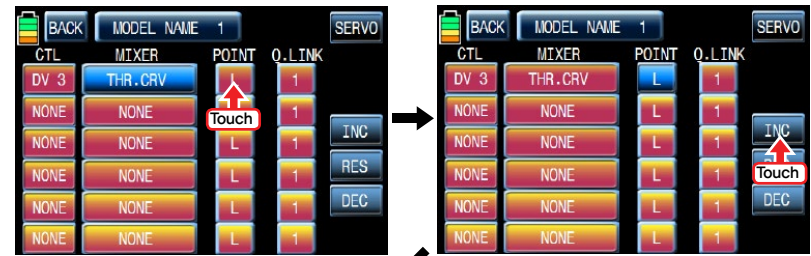 BACK MODEL NAME 1 SERVO
CTL MIXER POINT Q.LINK
DV 3 THR.CRV L 1
NONE NONE Touch 1
NONE NONE L 1 INC
NONE NONE L 1 RES
NONE NONE L 1 DEC
NONE NONE L 1
BACK MODEL NAME 1 SERVO
CTL MIXER POINT Q.LINK
DV 3 THR.CRV L 1
NONE NONE L 1
NONE NONE L 1 INC
NONE NONE L 1 Touch
NONE NONE L 1 DEC
NONE NONE L 1